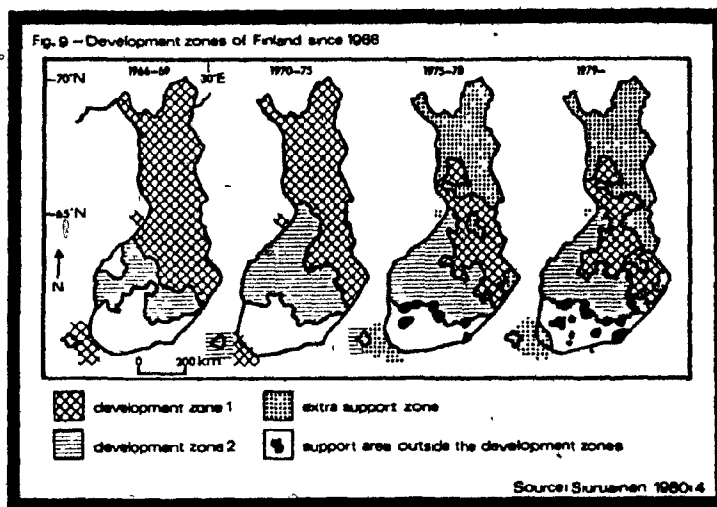 Fig. 9 – Development zones of Finland since 1966
70°N 1966–69 30°E 1970–75 1975–78 1979–
65°N
N
0 200 km
development zone 1 extra support zone
development zone 2 support area outside the development zones
Source: Siuruainen 1980:4